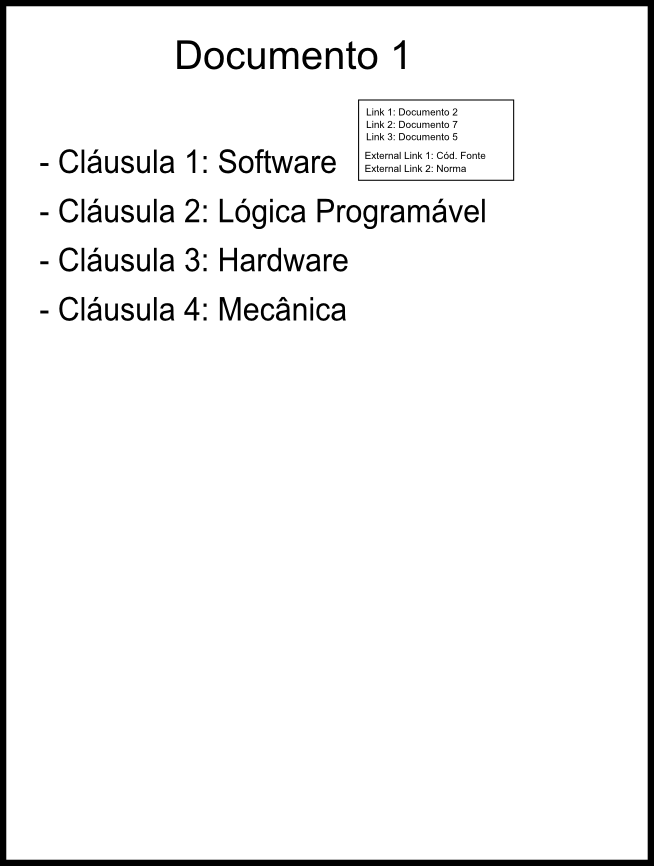 Documento 1
Link 1: Documento 2
Link 2: Documento 7
Link 3: Documento 5
External Link 1: Cód. Fonte
External Link 2: Norma
- Cláusula 1: Software
- Cláusula 2: Lógica Programável
- Cláusula 3: Hardware
- Cláusula 4: Mecânica